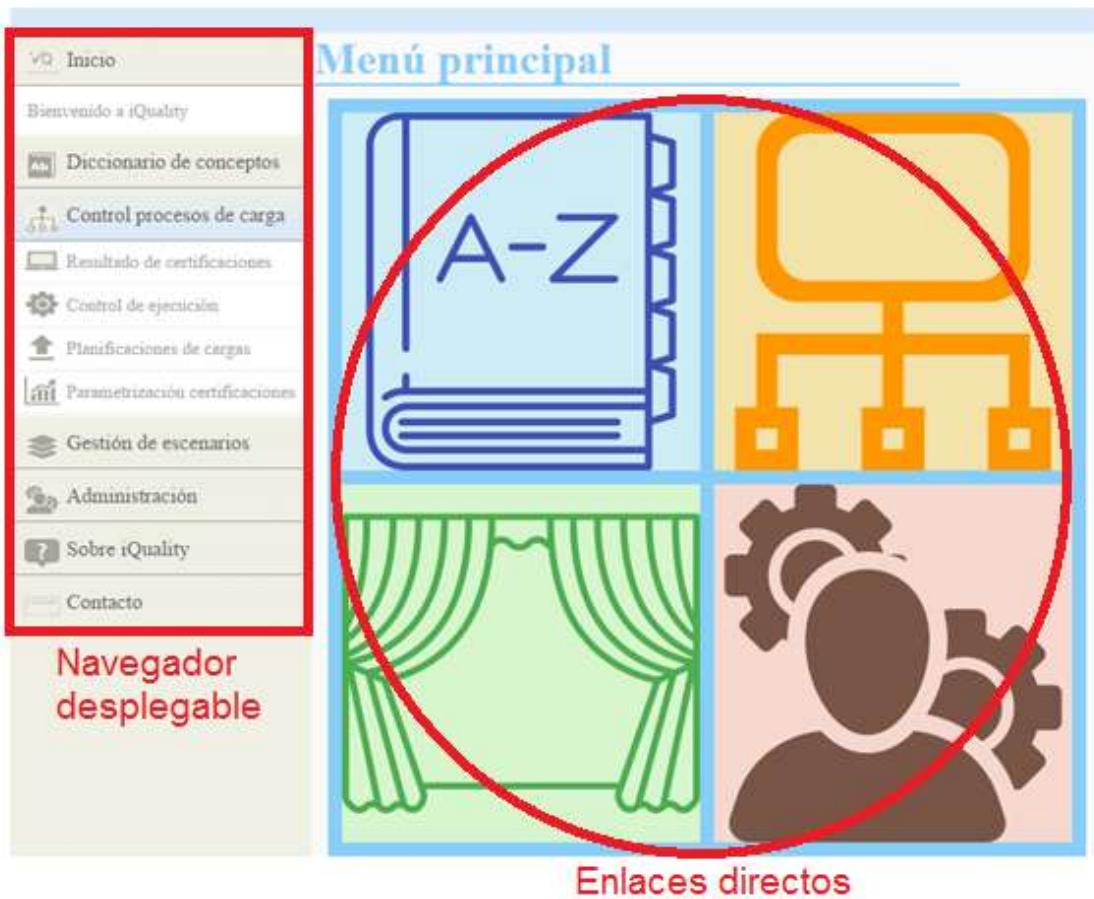 Inicio
Bienvenido a iQuality
Diccionario de conceptos
Control procesos de carga
Resultado de certificaciones
Control de ejecución
Planificaciones de cargas
Parametrización certificaciones
Gestión de escenarios
Administración
Sobre iQuality
Contacto
Navegador
desplegable
Menú principal
A-Z
Enlaces directos